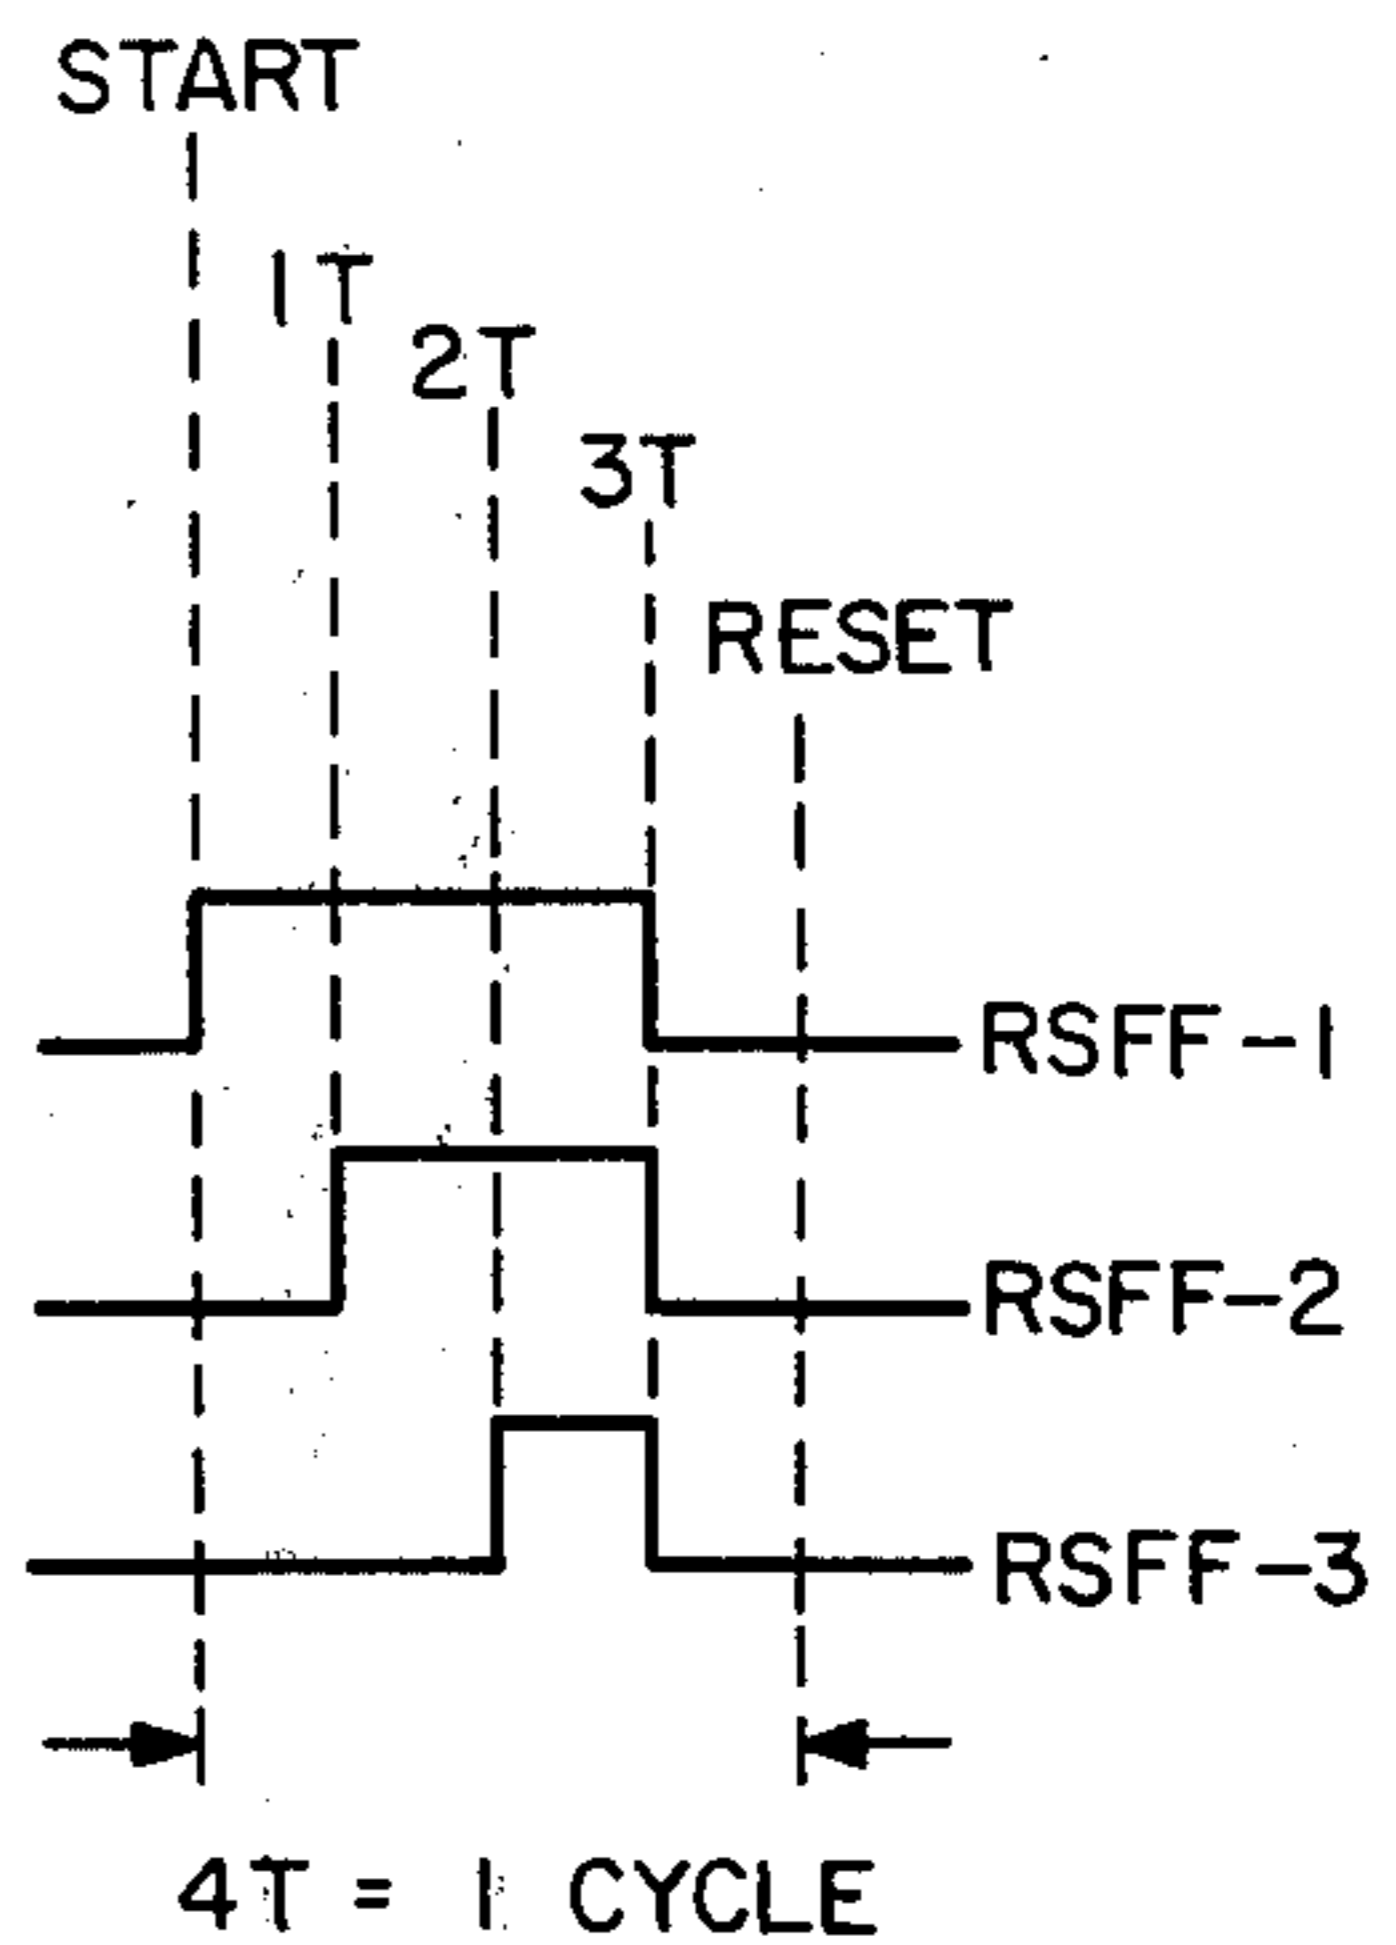 START
1T
2T
3T
RESET
RSFF-1
RSFF-2
RSFF-3
4T = 1 CYCLE